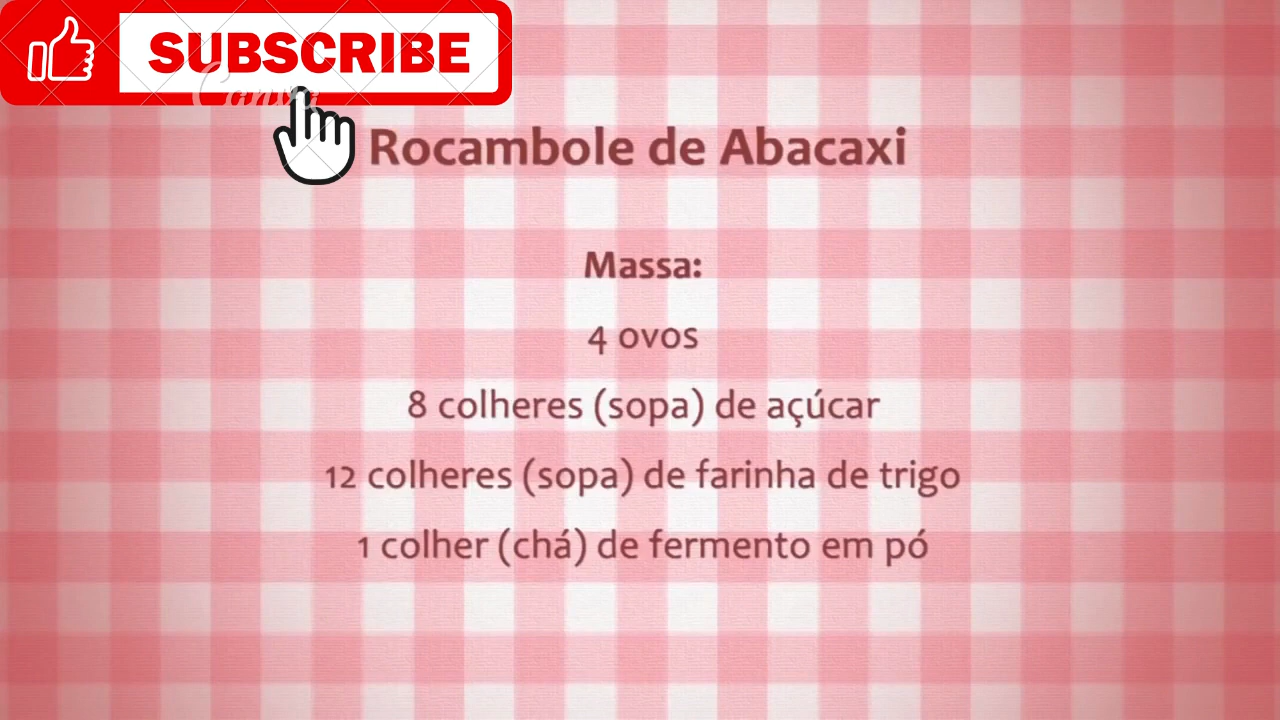 SUBSCRIBE
Canva
Rocambole de Abacaxi
Massa:
4 ovos
8 colheres (sopa) de açúcar
12 colheres (sopa) de farinha de trigo
1 colher (chá) de fermento em pó